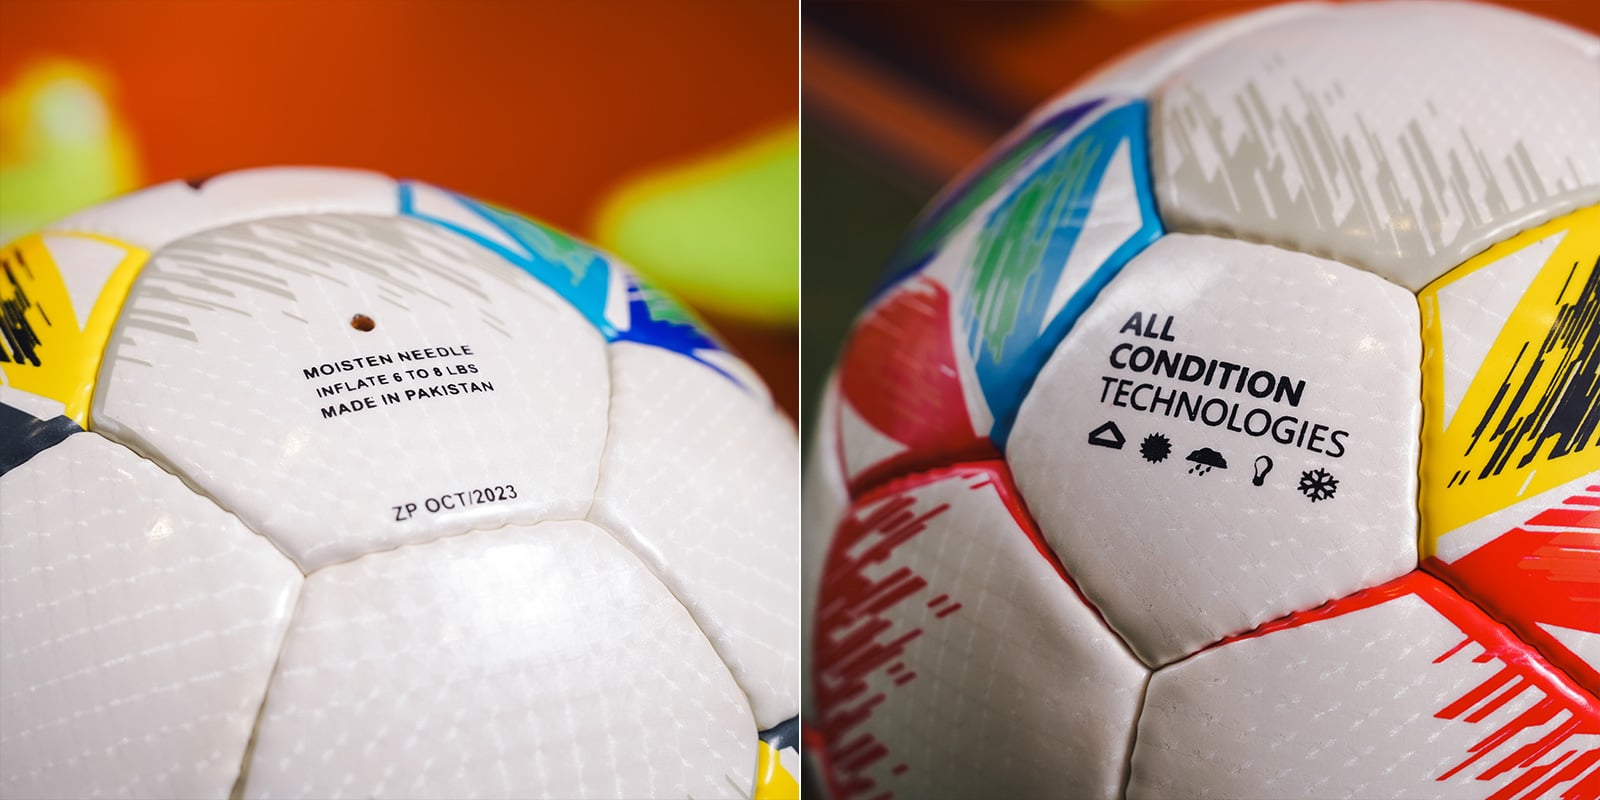 MOISTEN NEEDLE
INFLATE 6 TO 8 LBS
MADE IN PAKISTAN
ZP OCT/2023
ALL
CONDITION
TECHNOLOGIES